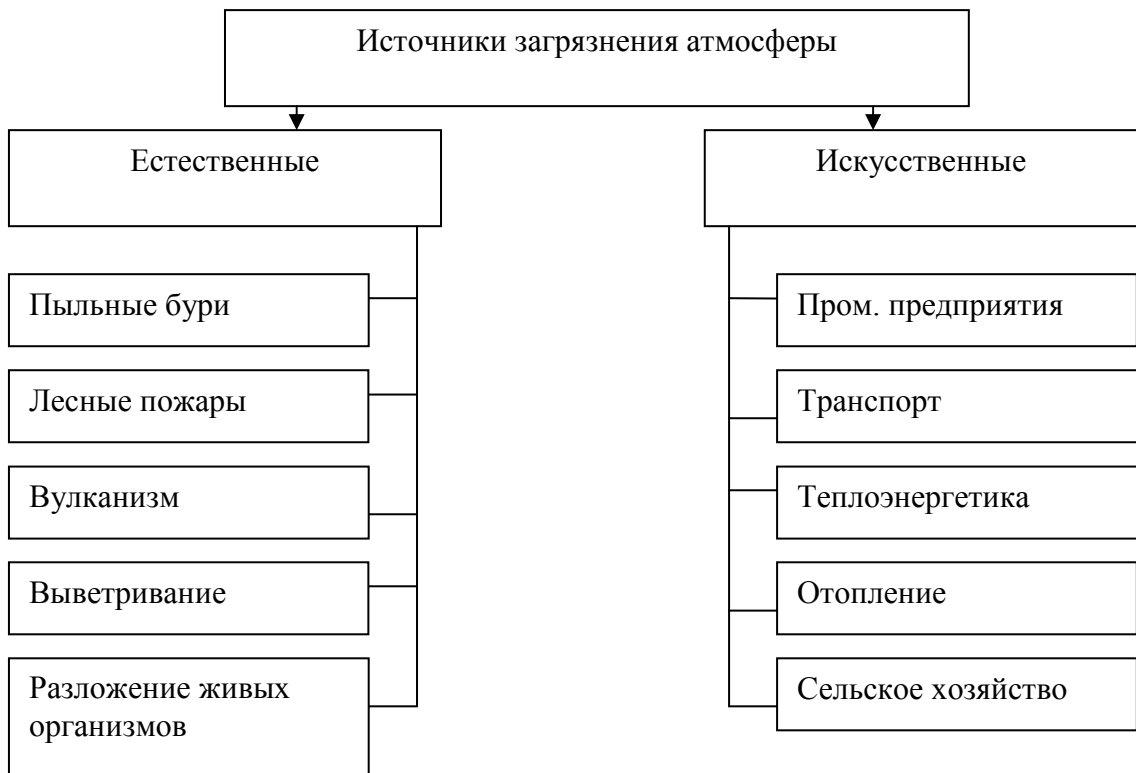 Источники загрязнения атмосферы
Естественные
Искусственные
Пыльные бури
Пром. предприятия
Лесные пожары
Транспорт
Вулканизм
Теплоэнергетика
Выветривание
Отопление
Разложение живых
организмов
Сельское хозяйство